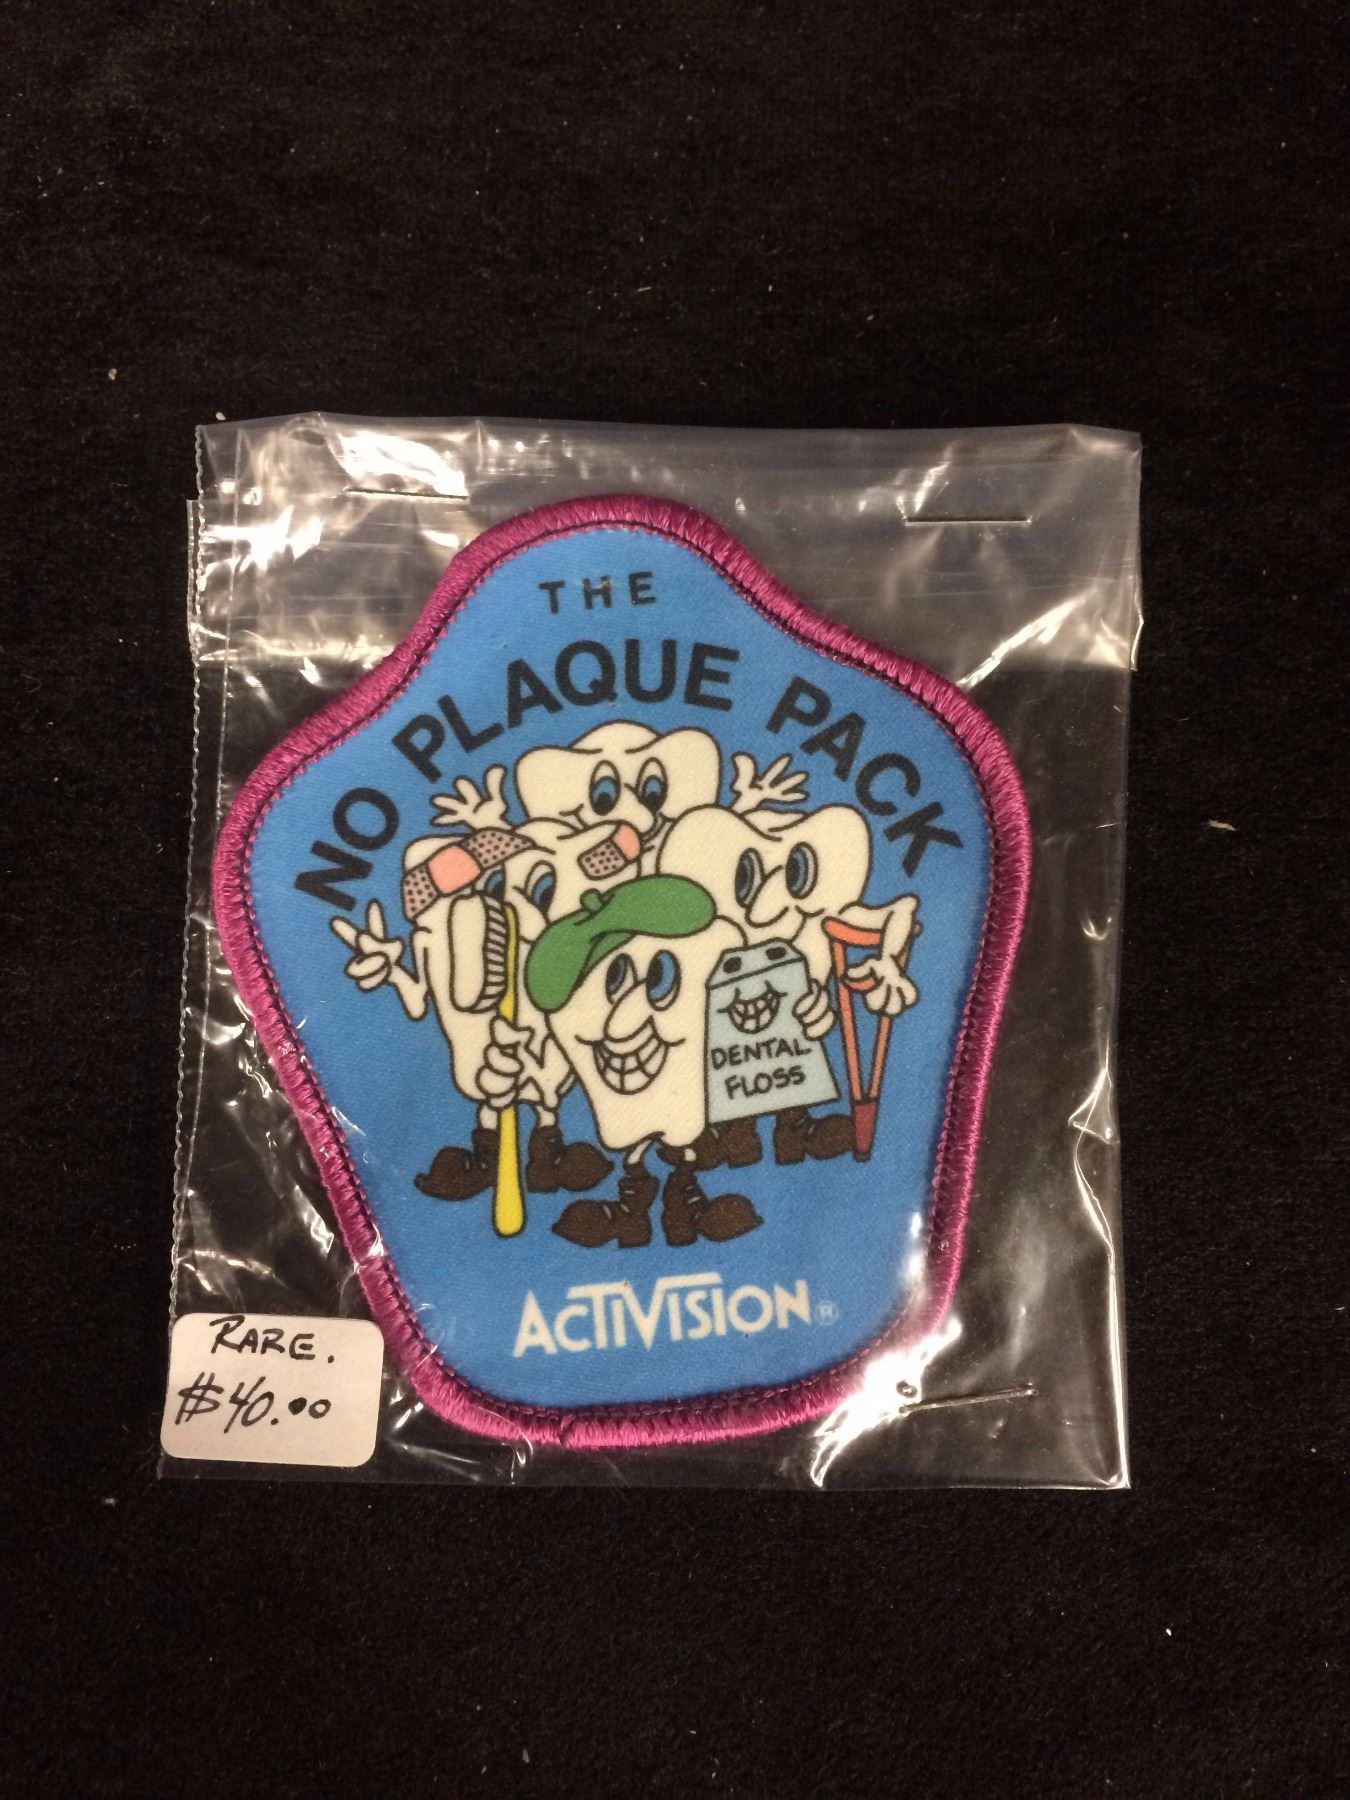 THE
NO PLAQUE PACK
DENTAL
FLOSS
ACTIVISION®
RARE.
$40.00